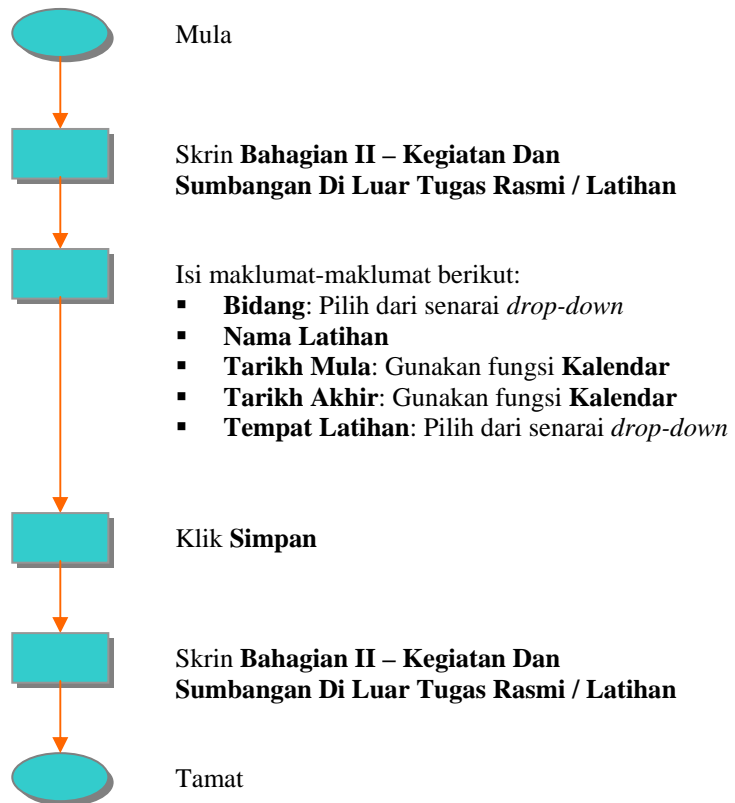 Mula
Skrin Bahagian II – Kegiatan Dan
Sumbangan Di Luar Tugas Rasmi / Latihan
Isi maklumat-maklumat berikut:
▪ Bidang: Pilih dari senarai drop-down
▪ Nama Latihan
▪ Tarikh Mula: Gunakan fungsi Kalendar
▪ Tarikh Akhir: Gunakan fungsi Kalendar
▪ Tempat Latihan: Pilih dari senarai drop-down
Klik Simpan
Skrin Bahagian II – Kegiatan Dan
Sumbangan Di Luar Tugas Rasmi / Latihan
Tamat